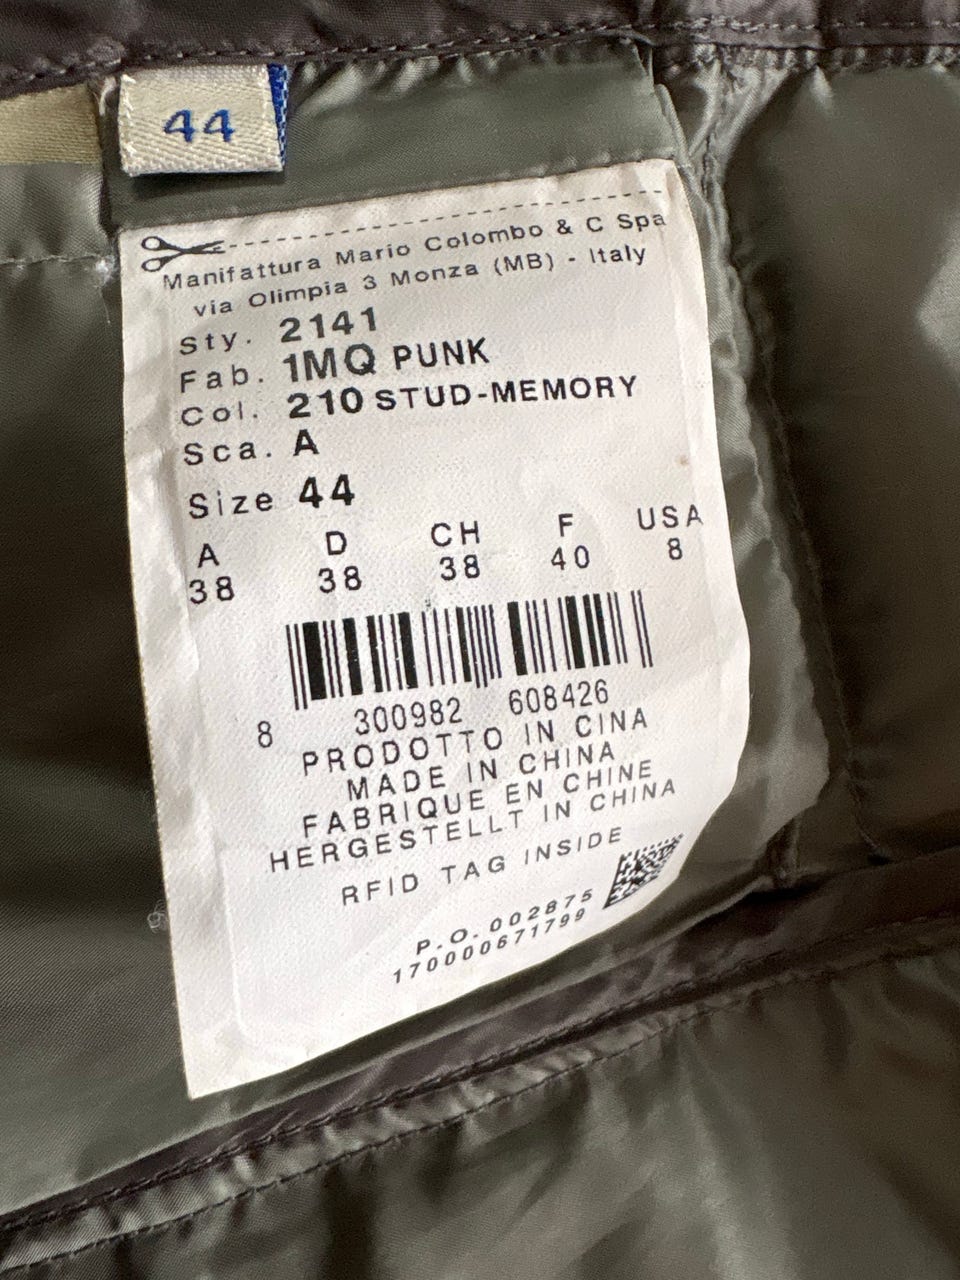 44
Manifattura Mario Colombo & C Spa
via Olimpia 3 Monza (MB) - Italy
Sty. 2141
Fab. 1MQ PUNK
Col. 210 STUD-MEMORY
Sca. A
Size 44
A D CH F USA
38 38 38 40 8
8 300982 608426
PRODOTTO IN CINA
MADE IN CHINA
FABRIQUE EN CHINE
HERGESTELLT IN CHINA
RFID TAG INSIDE
P.O. 002875
170000671799